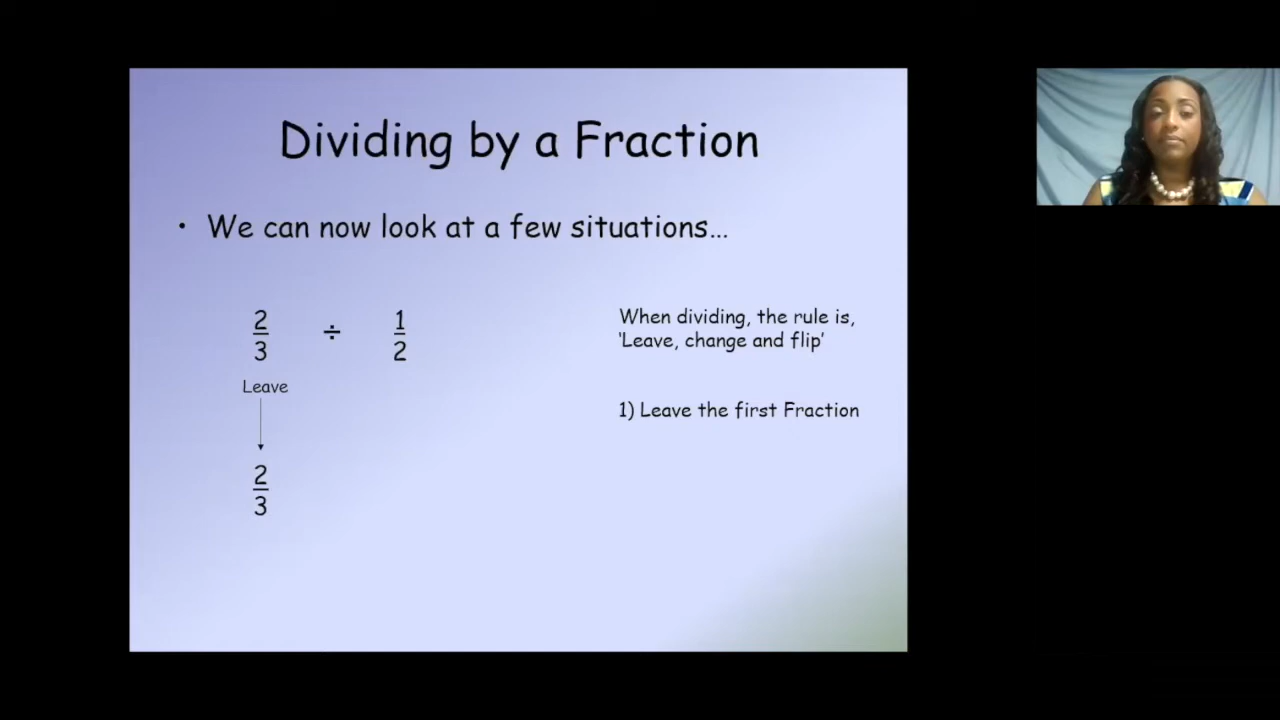 Dividing by a Fraction
• We can now look at a few situations...
2/3 ÷ 1/2
When dividing, the rule is,
'Leave, change and flip'
Leave
1) Leave the first Fraction
2/3